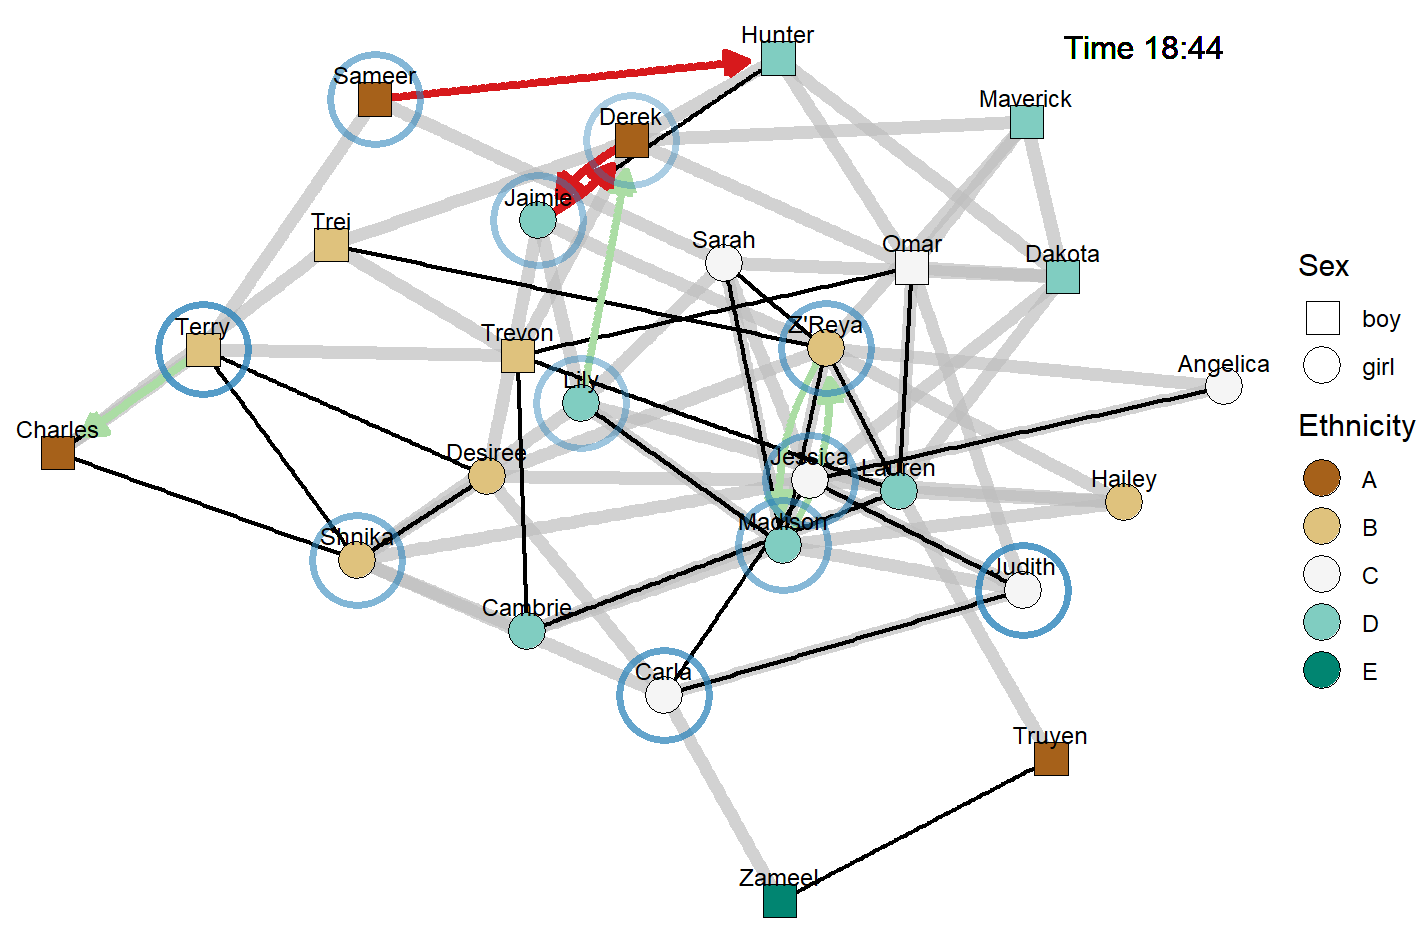 Hunter
Time 18:44
Sameer
Maverick
Derek
Jaimie
Trei
Sarah
Omar
Dakota
Sex
boy
girl
Terry
Trevon
Z'Reya
Angelica
Lily
Charles
Desiree
Jessica
Lauren
Hailey
Ethnicity
A
B
C
D
E
Shnika
Madison
Judith
Cambrie
Carla
Truyen
Zameel